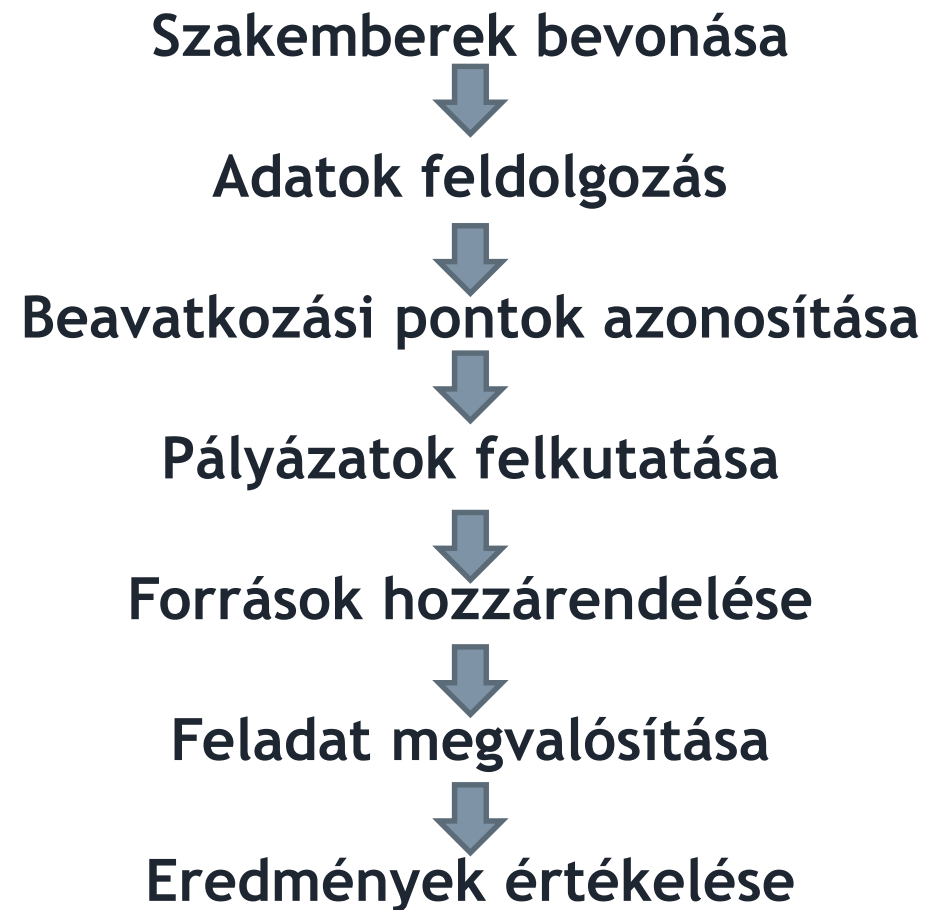 Szakemberek bevonása
Adatok feldolgozás
Beavatkozási pontok azonosítása
Pályázatok felkutatása
Források hozzárendelése
Feladat megvalósítása
Eredmények értékelése